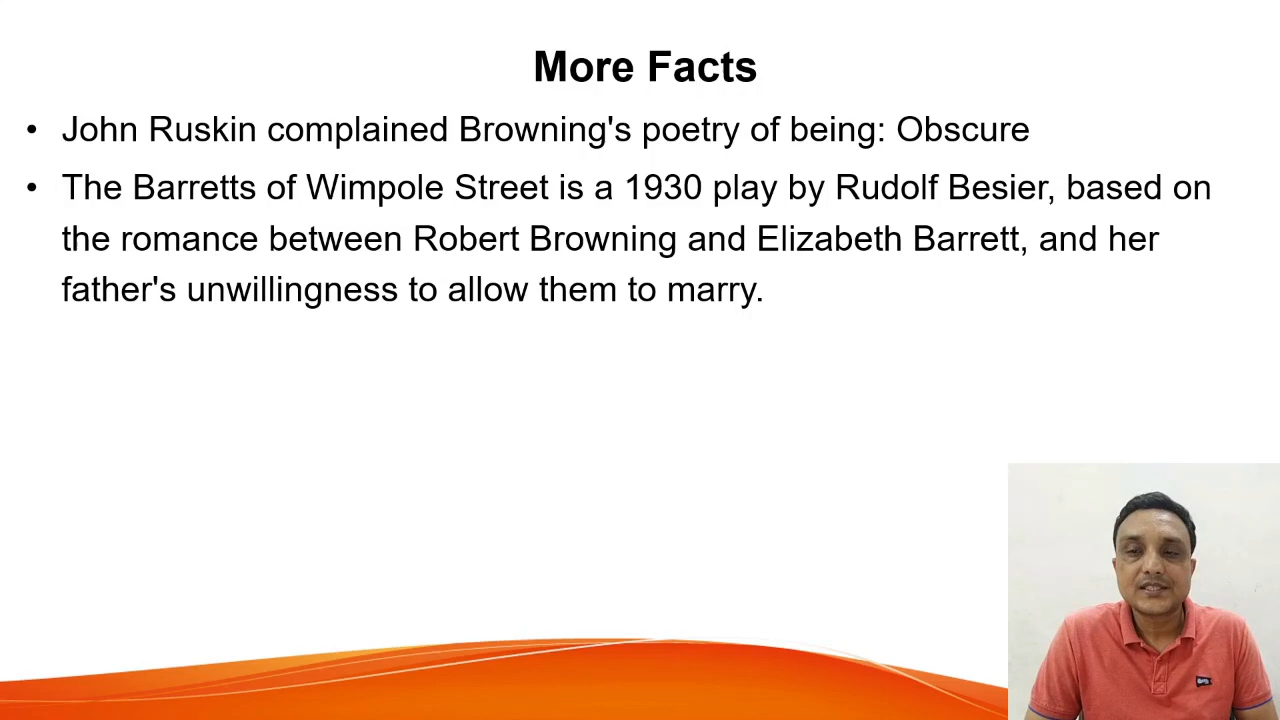 More Facts
• John Ruskin complained Browning's poetry of being: Obscure
• The Barretts of Wimpole Street is a 1930 play by Rudolf Besier, based on
the romance between Robert Browning and Elizabeth Barrett, and her
father's unwillingness to allow them to marry.